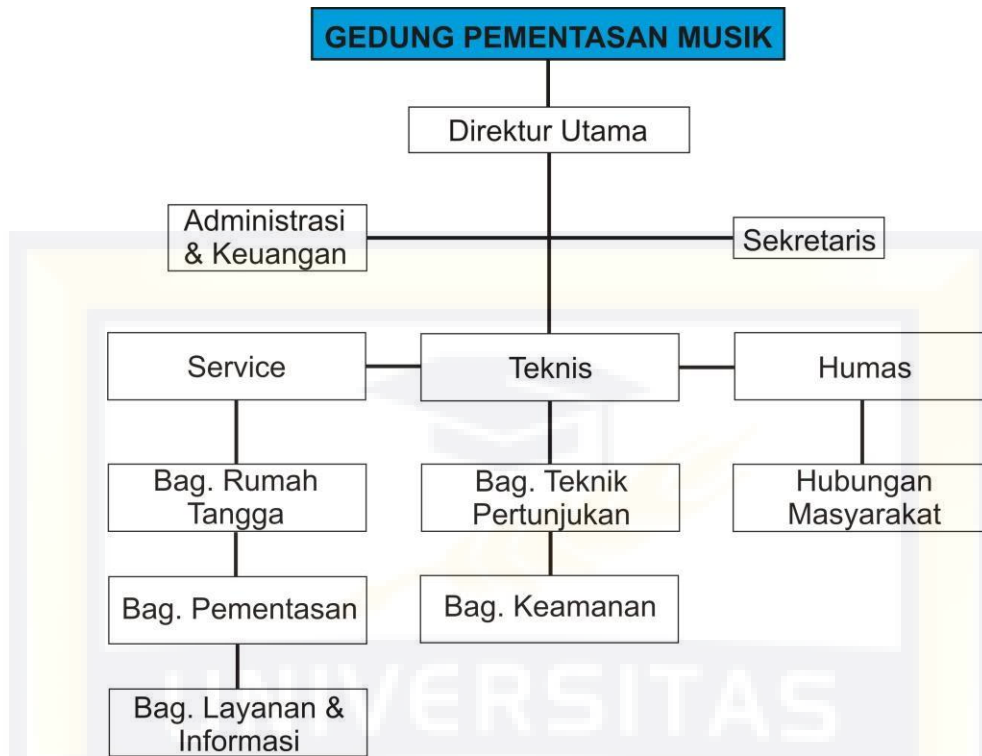 GEDUNG PEMENTASAN MUSIK
Direktur Utama
Administrasi
& Keuangan
Sekretaris
Service
Teknis
Humas
Bag. Rumah
Tangga
Bag. Teknik
Pertunjukan
Hubungan
Masyarakat
Bag. Pementasan
Bag. Keamanan
UNIVERSITAS
Bag. Layanan &
Informasi